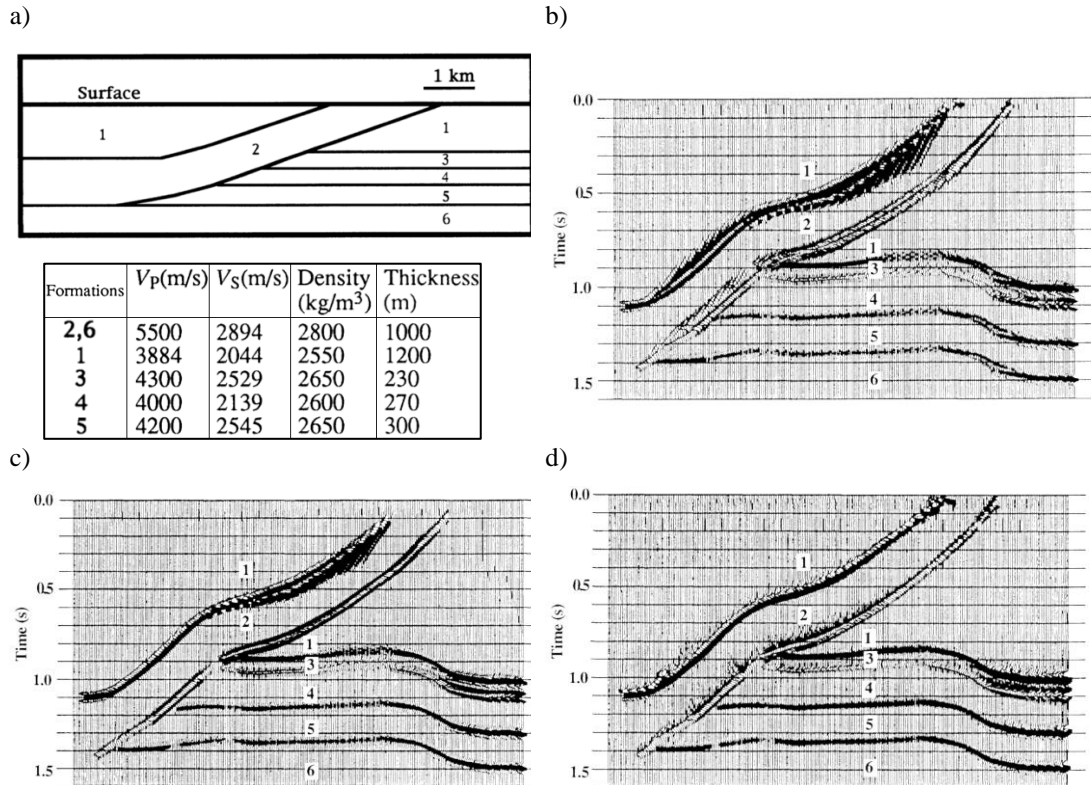 a)
1 km
Surface
1
1
2
3
4
5
6
Formations V_P(m/s) V_S(m/s) Density (kg/m³) Thickness (m)
2,6 5500 2894 2800 1000
1 3884 2044 2550 1200
3 4300 2529 2650 230
4 4000 2139 2600 270
5 4200 2545 2650 300
b)
0.0
0.5
1.0
1.5
Time (s)
1
2
1
3
4
5
6
c)
0.0
0.5
1.0
1.5
Time (s)
1
2
1
3
4
5
6
d)
0.0
0.5
1.0
1.5
Time (s)
1
2
1
3
4
5
6